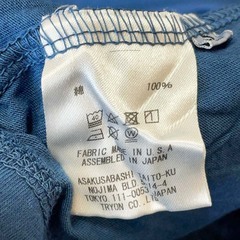 綿 100%
40
FABRIC MADE IN U.S.A
ASSEMBLED IN JAPAN
ASAKUSABASHI TAITO-KU
NOJIMA BLD.
TOKYO. 111-0053
TRYON CO., JAPAN